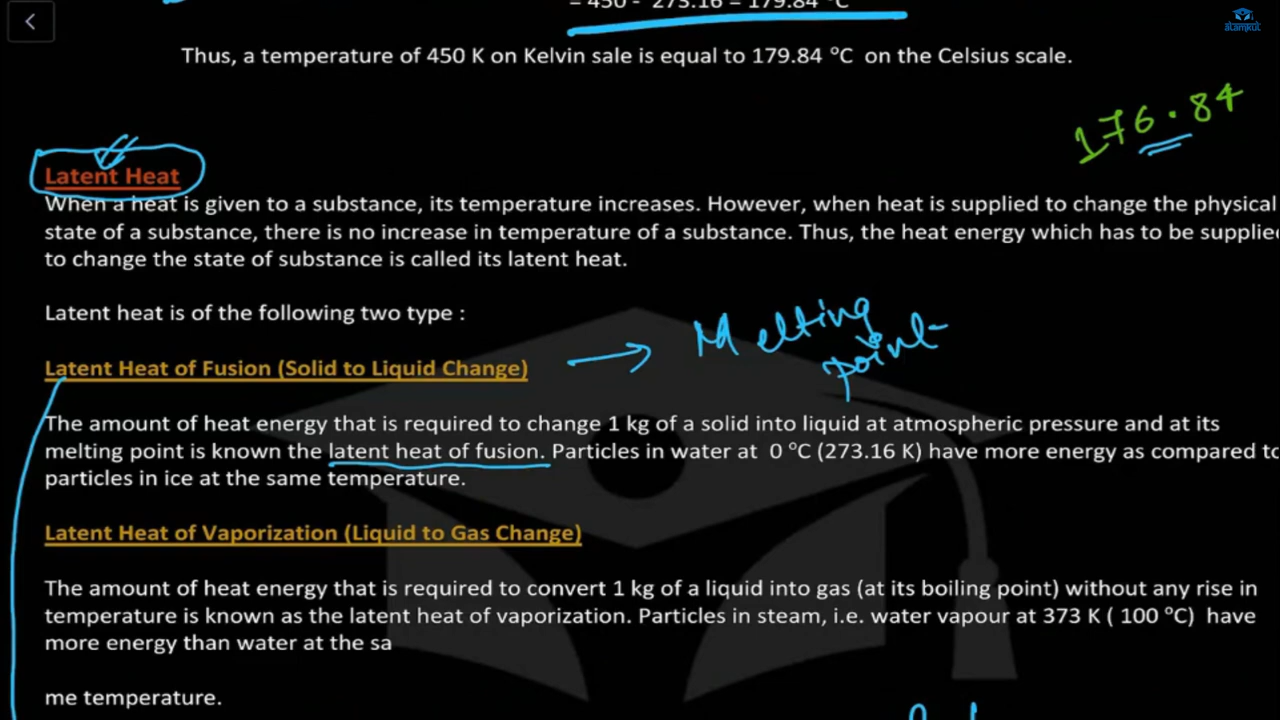 = 450 - 273.16 = 179.84 °C
atamkul
Thus, a temperature of 450 K on Kelvin sale is equal to 179.84 °C on the Celsius scale.
176.84
Latent Heat
When a heat is given to a substance, its temperature increases. However, when heat is supplied to change the physical
state of a substance, there is no increase in temperature of a substance. Thus, the heat energy which has to be supplied
to change the state of substance is called its latent heat.
Latent heat is of the following two type :
Melting
point
Latent Heat of Fusion (Solid to Liquid Change)
The amount of heat energy that is required to change 1 kg of a solid into liquid at atmospheric pressure and at its
melting point is known the latent heat of fusion. Particles in water at 0 °C (273.16 K) have more energy as compared to
particles in ice at the same temperature.
Latent Heat of Vaporization (Liquid to Gas Change)
The amount of heat energy that is required to convert 1 kg of a liquid into gas (at its boiling point) without any rise in
temperature is known as the latent heat of vaporization. Particles in steam, i.e. water vapour at 373 K ( 100 °C) have
more energy than water at the sa
me temperature.